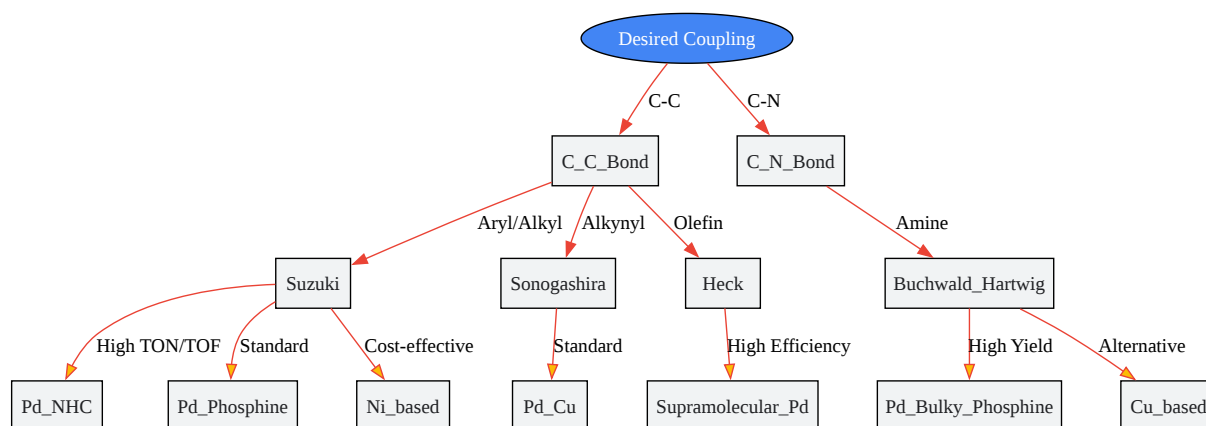 Desired Coupling
C-C
C-N
C_C_Bond
C_N_Bond
Aryl/Alkyl
Alkynyl
Olefin
Amine
Suzuki
Sonogashira
Heck
Buchwald_Hartwig
High TON/TOF
Standard
Cost-effective
Standard
High Efficiency
High Yield
Alternative
Pd_NHC
Pd_Phosphine
Ni_based
Pd_Cu
Supramolecular_Pd
Pd_Bulky_Phosphine
Cu_based